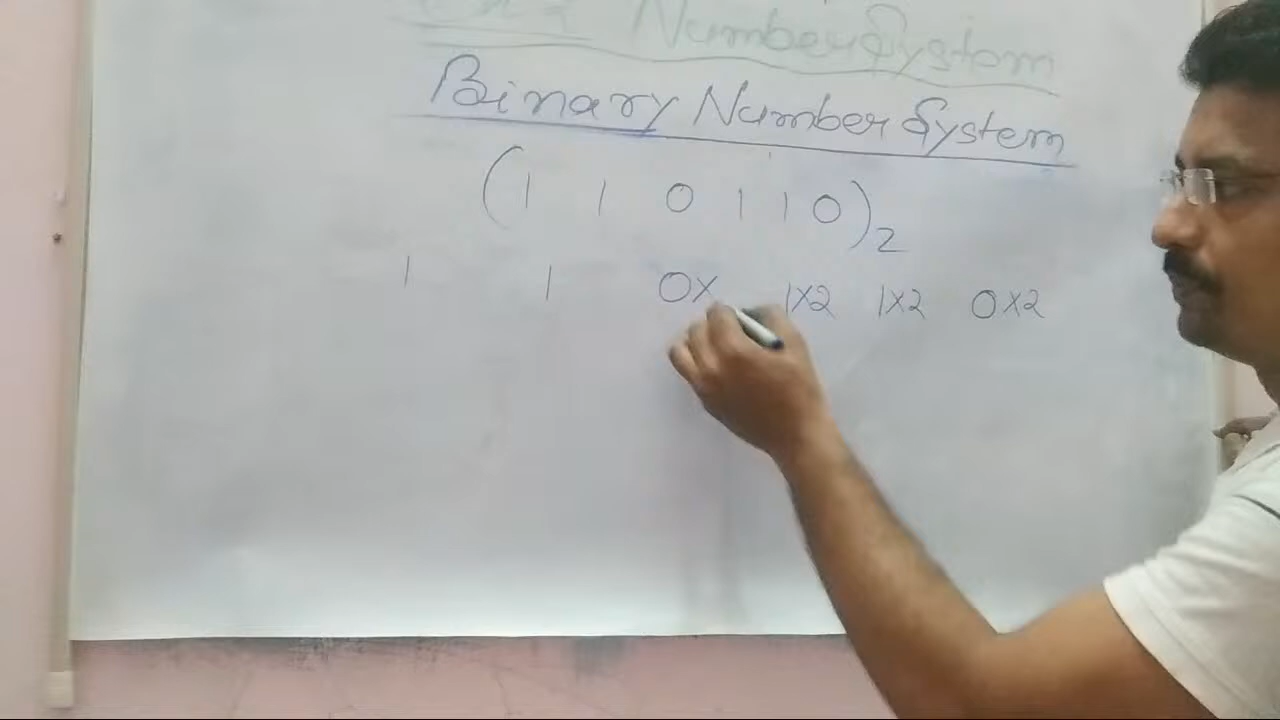 Number System
Binary Number System
(1 1 0 1 1 0)2
1 1 0x 1x2 1x2 0x2